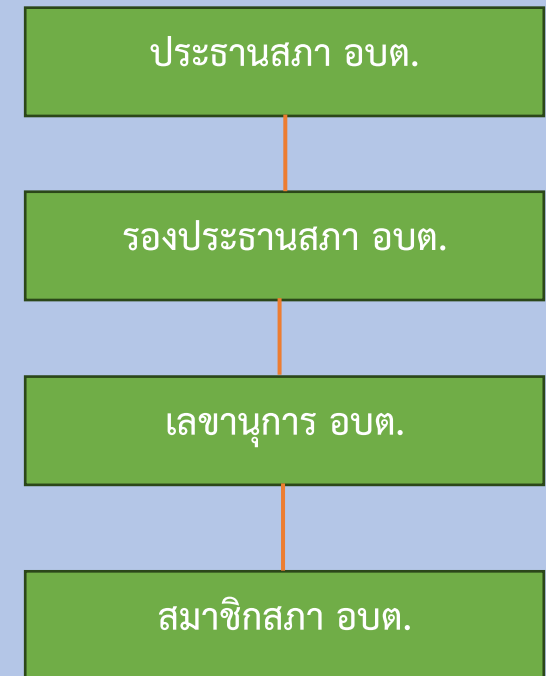 ประธานสภา อบต.
รองประธานสภา อบต.
เลขานุการ อบต.
สมาชิกสภา อบต.